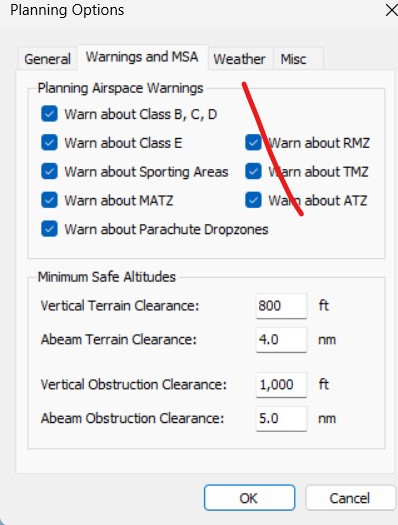 Planning Options
General Warnings and MSA Weather Misc
Planning Airspace Warnings
Warn about Class B, C, D
Warn about Class E Warn about RMZ
Warn about Sporting Areas Warn about TMZ
Warn about MATZ Warn about ATZ
Warn about Parachute Dropzones
Minimum Safe Altitudes
Vertical Terrain Clearance: 800 ft
Abeam Terrain Clearance: 4.0 nm
Vertical Obstruction Clearance: 1,000 ft
Abeam Obstruction Clearance: 5.0 nm
OK Cancel